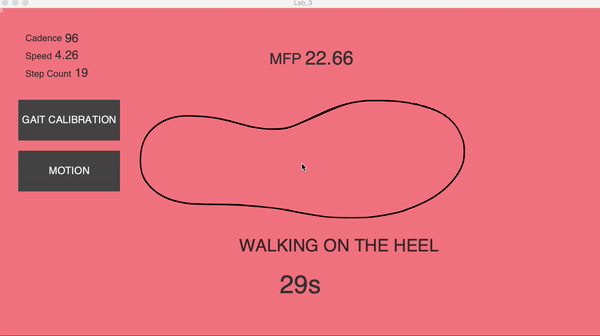 Lab_3
Cadence 96
Speed 4.26
Step Count 19
MFP 22.66
GAIT CALIBRATION
MOTION
WALKING ON THE HEEL
29s